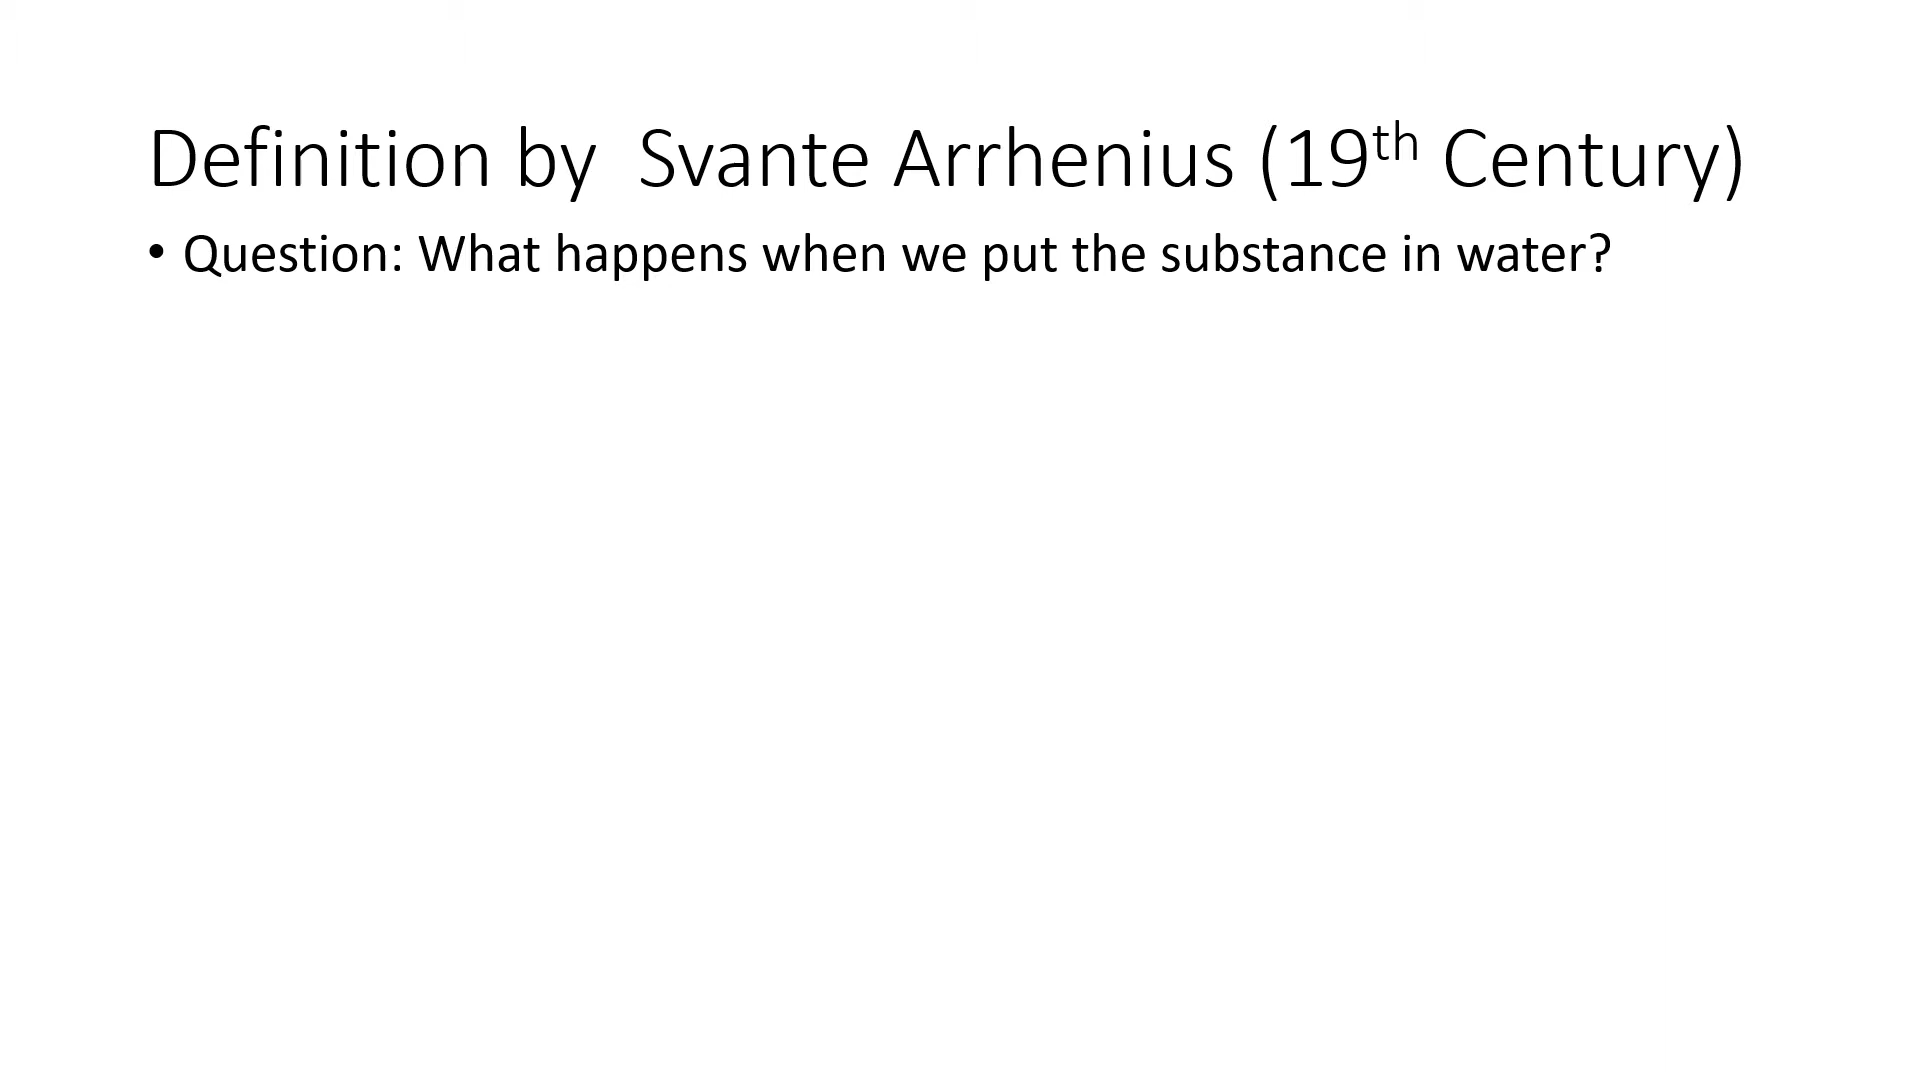 Definition by  Svante Arrhenius (19th Century)
• Question: What happens when we put the substance in water?